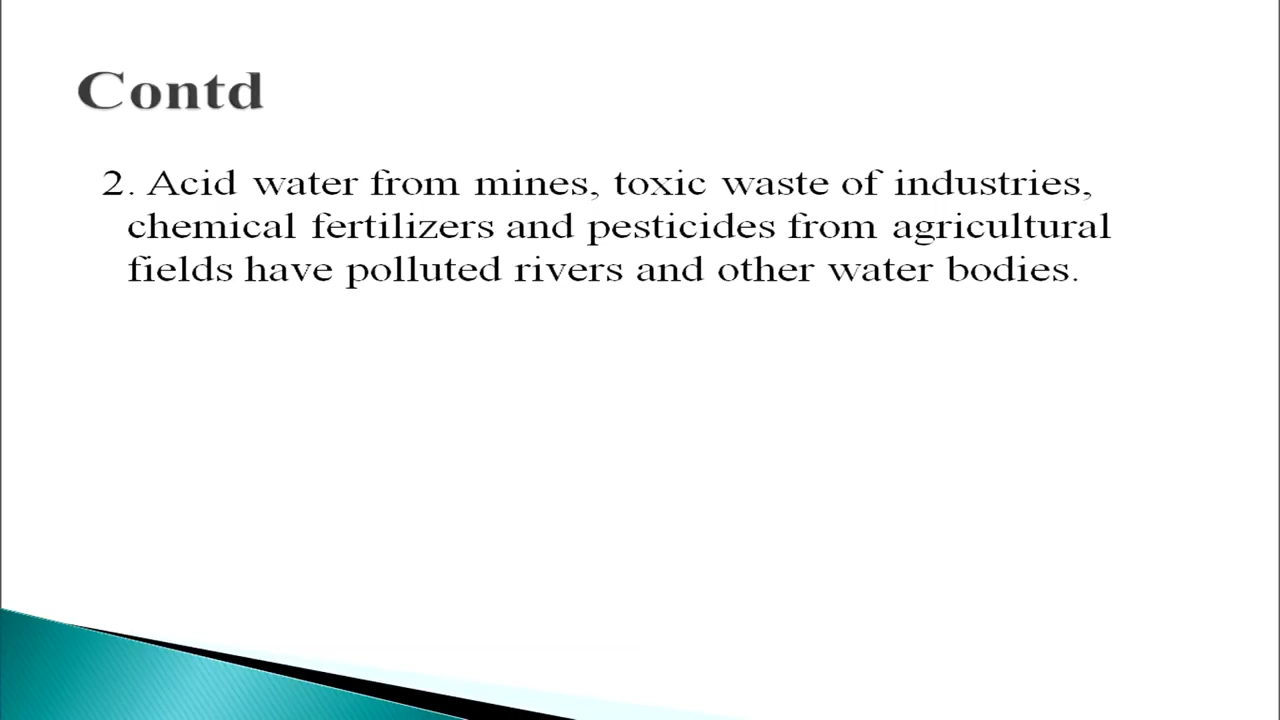 Contd
2. Acid water from mines, toxic waste of industries,
chemical fertilizers and pesticides from agricultural
fields have polluted rivers and other water bodies.